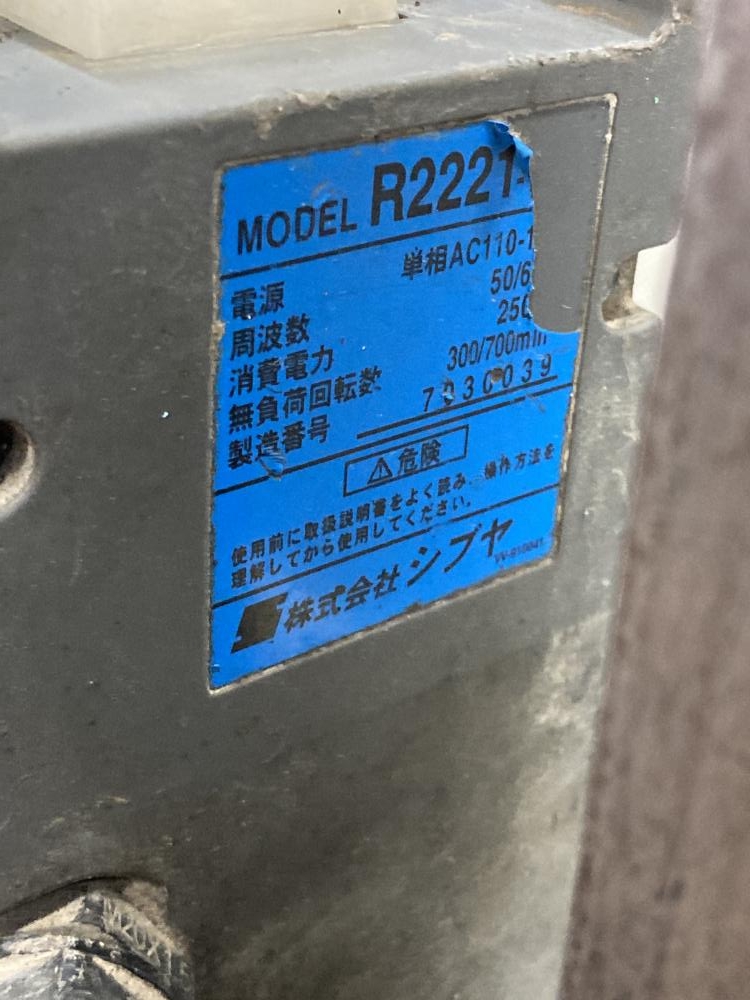 MODEL R2221-
電源 単相AC110-1
周波数 50/6
消費電力 250
無負荷回転数 300/700min
製造番号 7030039
⚠危険
使用前に取扱説明書をよく読み、操作方法を
理解してから使用してください。
株式会社シブヤ
M20X1.5